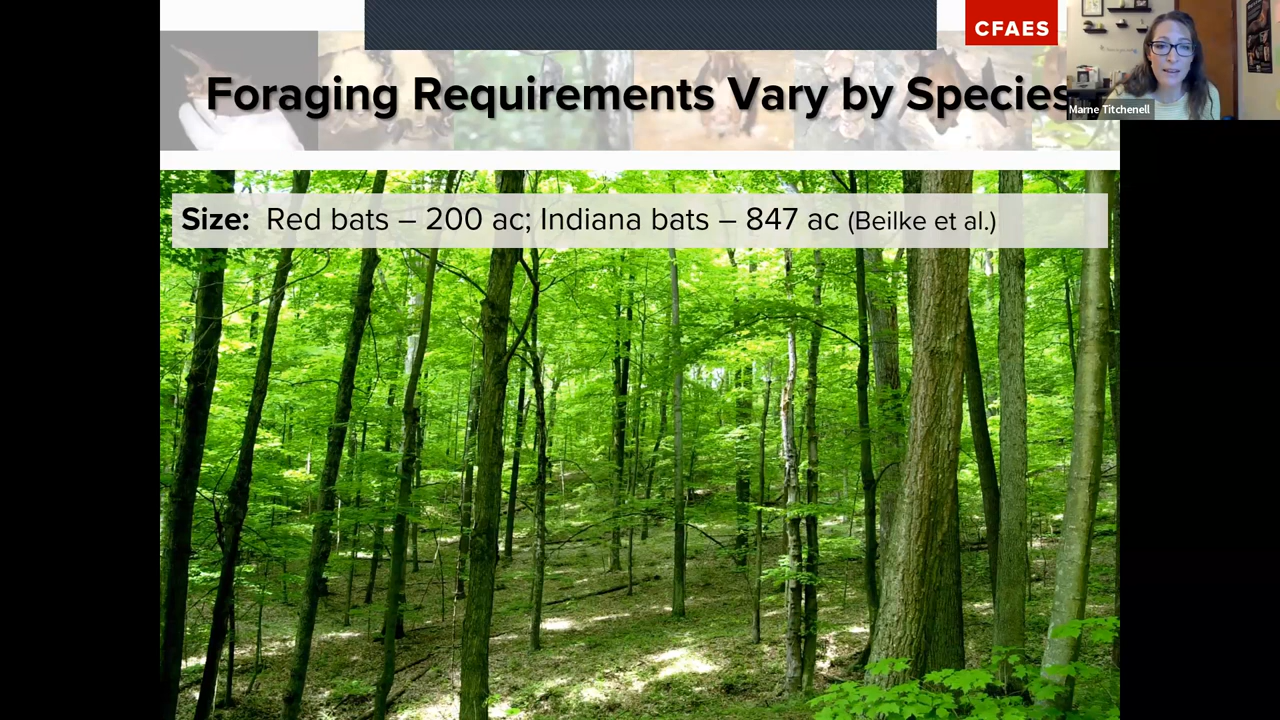 CFAES
Foraging Requirements Vary by Species
Marne Titchenell
Size: Red bats – 200 ac; Indiana bats – 847 ac (Beilke et al.)